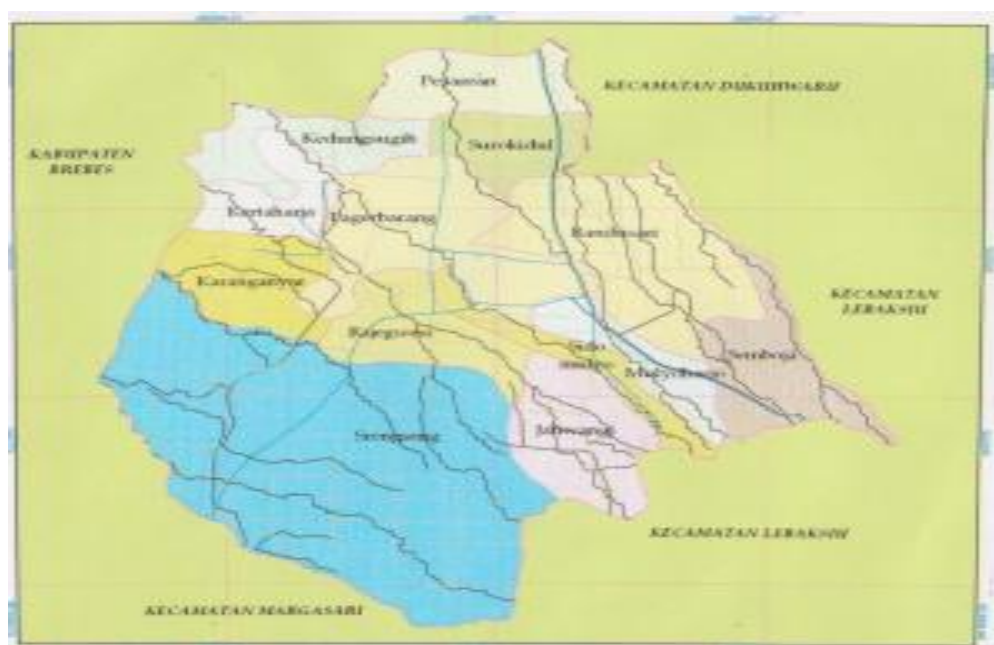 KECAMATAN DUKUHWARU
KABUPATEN
BREBES
Kedungsugih
Surokidul
Kertaharja
Pagerbarang
Randusari
Karanganyar
KECAMATAN
LEBAKSIU
Rajegwesi
Semboja
Mulyoharjo
Jatiwangi
Srengseng
KECAMATAN LEBAKSIU
KECAMATAN MARGASARI